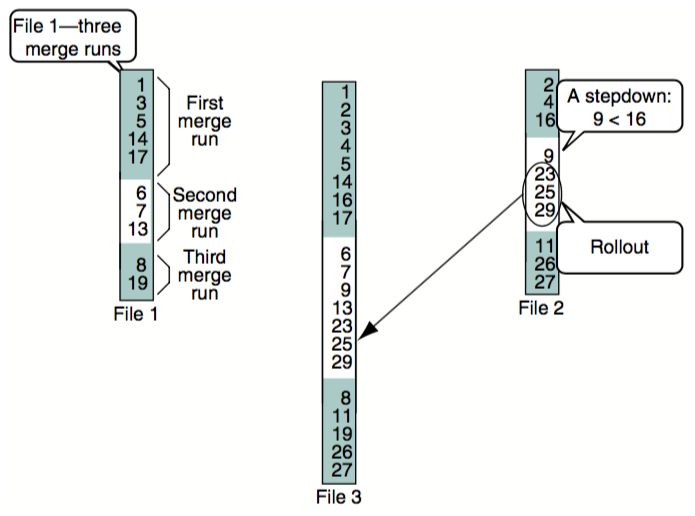 File 1—three
merge runs
1
3
5
14
17
First
merge
run
6
7
13
Second
merge
run
8
19
Third
merge
run
File 1
1
2
3
4
5
14
16
17
6
7
9
13
23
25
29
8
11
19
26
27
File 3
2
4
16
A stepdown:
9 < 16
9
23
25
29
Rollout
11
26
27
File 2